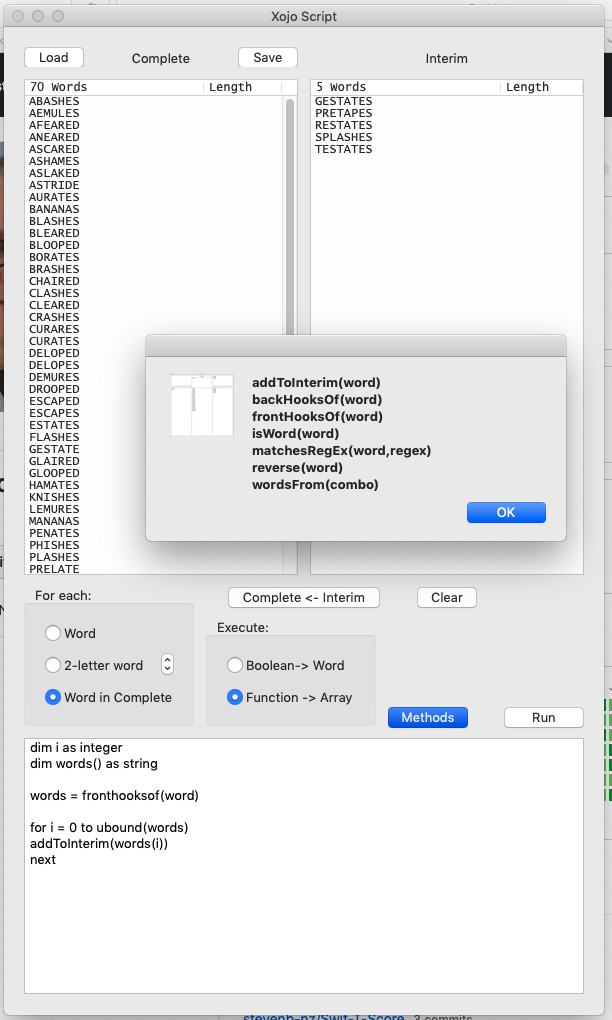 Xojo Script
Load
Complete
Save
Interim
70 Words Length
5 Words Length
ABASHES
AEMULES
AFEARED
ANEARED
ASCARED
ASHAMES
ASLAKED
ASTRIDE
AURATES
BANANAS
BLASHES
BLEARED
BLOOPED
BORATES
BRASHES
CHAIRED
CLASHES
CLEARED
CRASHES
CURARES
CURATES
DELOPED
DELOPES
DEMURES
DROOPED
ESCAPED
ESCAPES
ESTATES
FLASHES
GESTATE
GLAIRED
GLOOPED
HAMATES
KNISHES
LEMURES
MANANAS
PENATES
PHISHES
PLASHES
PRELATE
GESTATES
PRETAPES
RESTATES
SPLASHES
TESTATES
addToInterim(word)
backHooksOf(word)
frontHooksOf(word)
isWord(word)
matchesRegEx(word,regex)
reverse(word)
wordsFrom(combo)
OK
For each:
Complete <- Interim
Clear
Word
2-letter word
Word in Complete
Execute:
Boolean-> Word
Function -> Array
Methods
Run
dim i as integer
dim words() as string
words = fronthooksof(word)
for i = 0 to ubound(words)
addToInterim(words(i))
next
3 commits